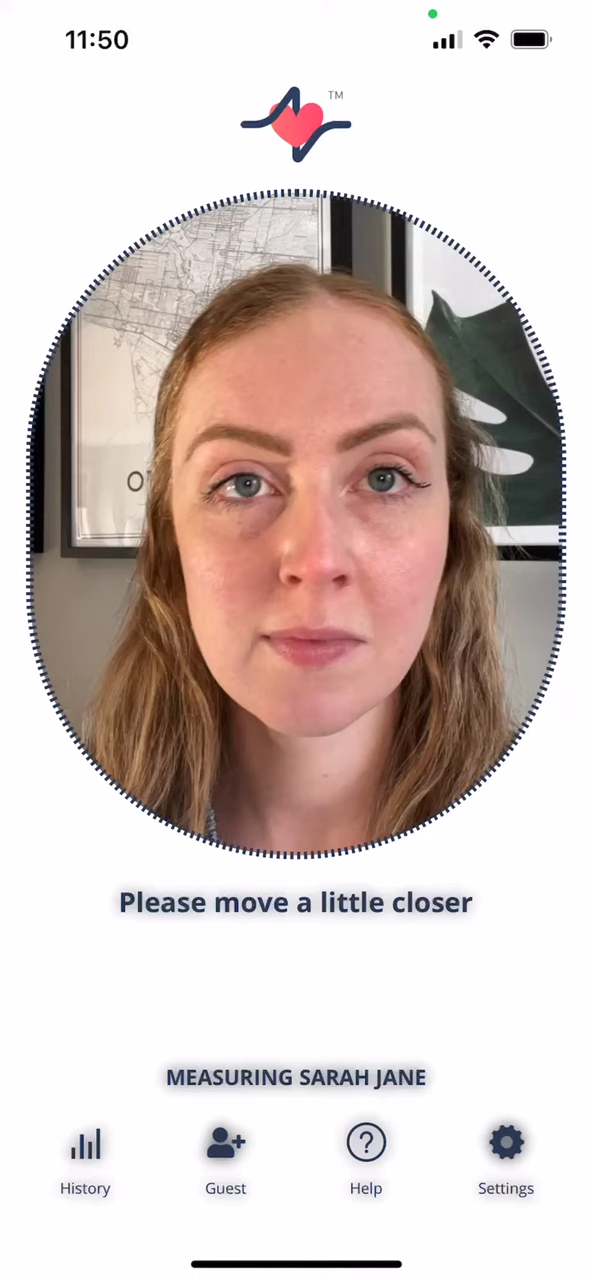 11:50
TM
Please move a little closer
MEASURING SARAH JANE
History
Guest
Help
Settings